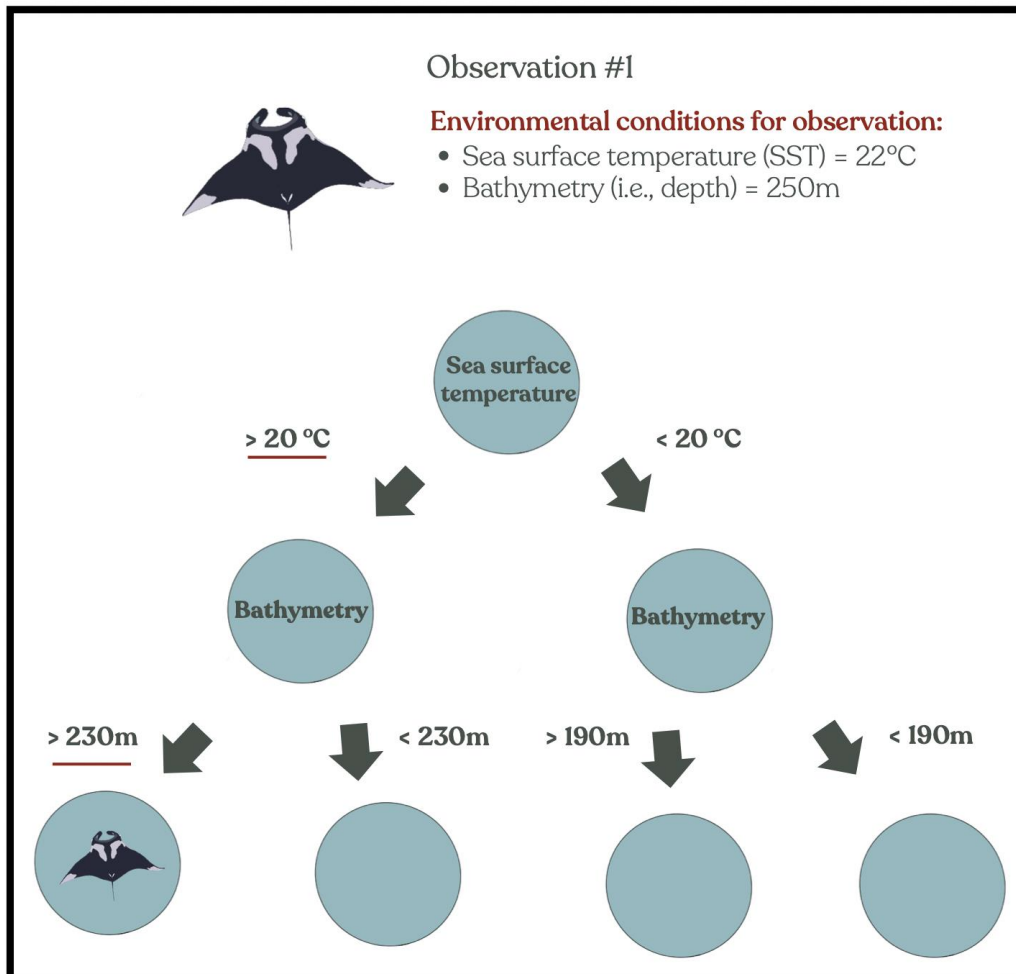 Observation #1
Environmental conditions for observation:
• Sea surface temperature (SST) = 22°C
• Bathymetry (i.e., depth) = 250m
Sea surface
temperature
> 20 °C
< 20 °C
Bathymetry
Bathymetry
> 230m
< 230m
> 190m
< 190m